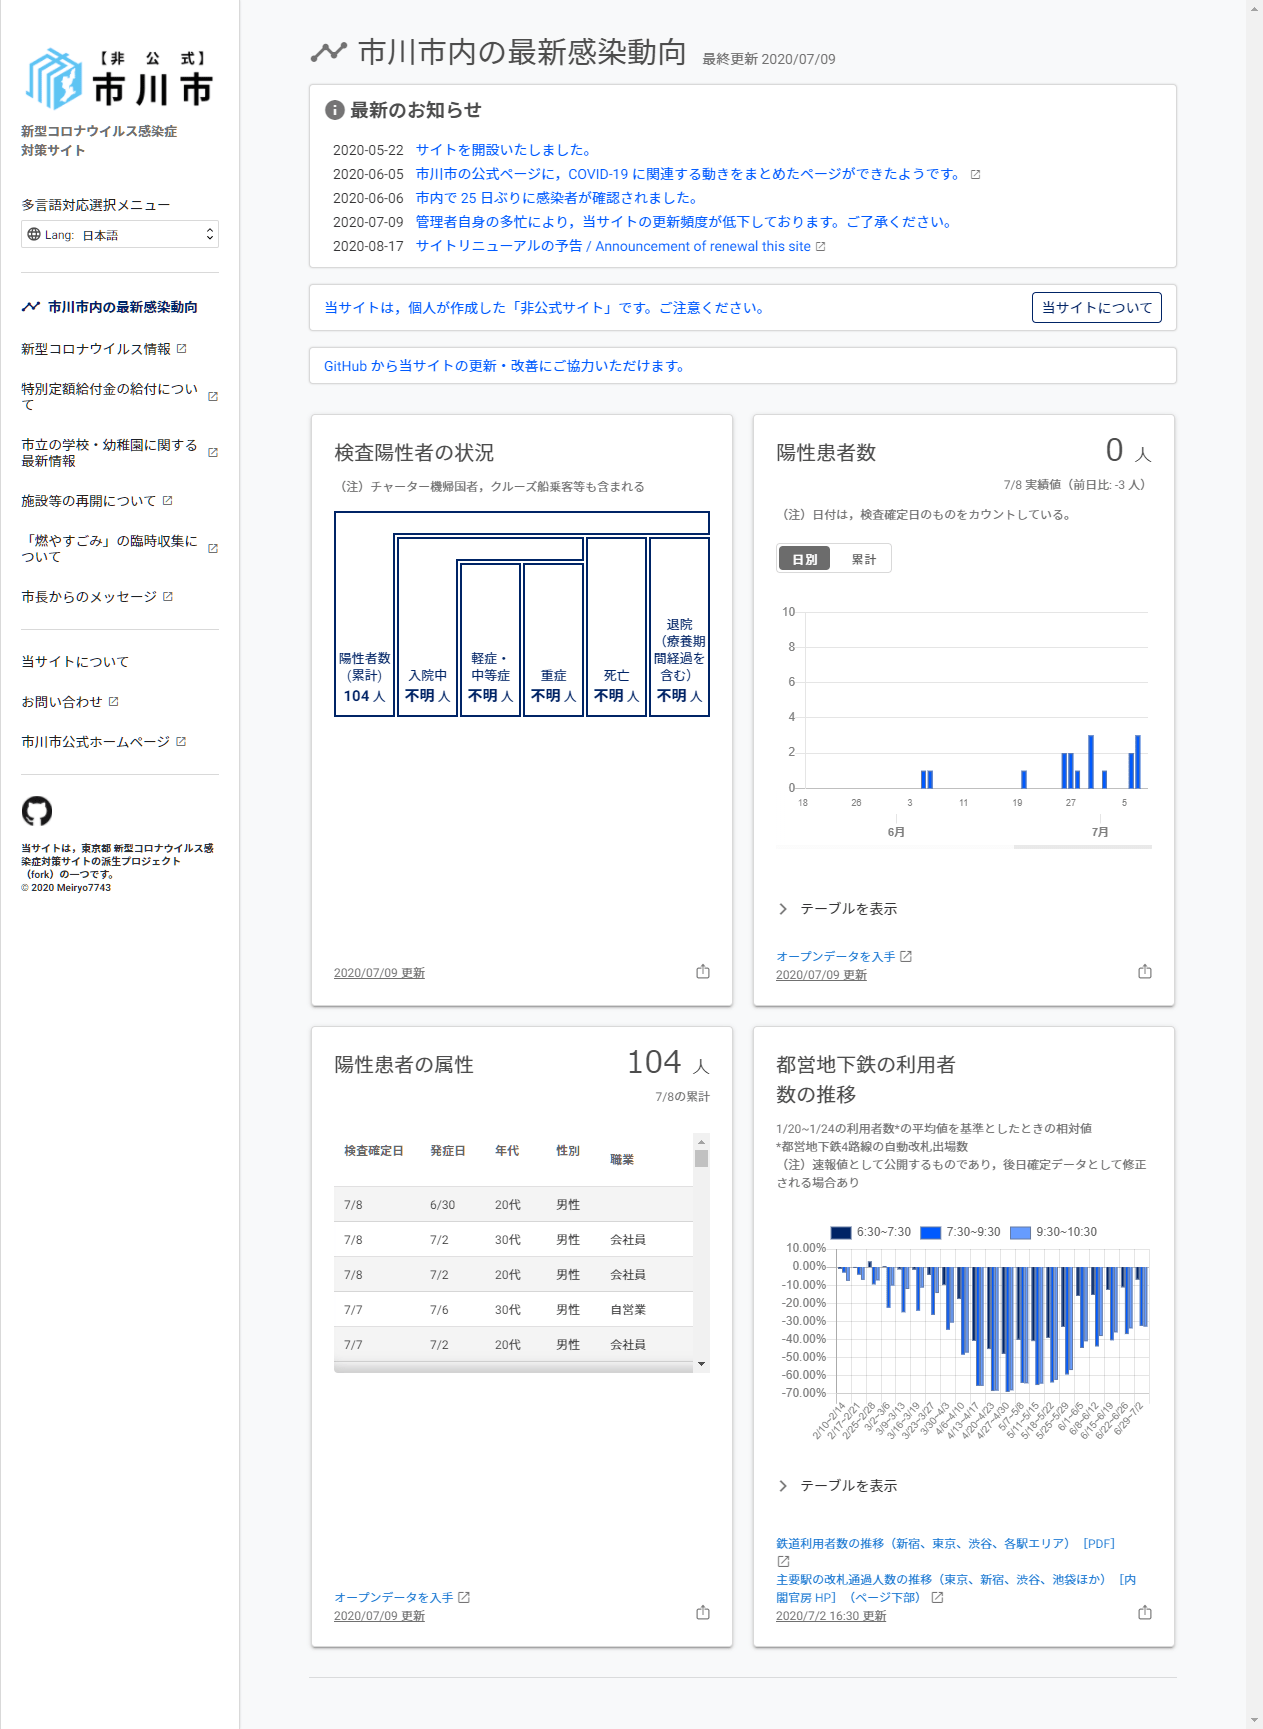 【非 公 式】
市川市
新型コロナウイルス感染症
対策サイト
多言語対応選択メニュー
Lang: 日本語
市川市内の最新感染動向
新型コロナウイルス情報
特別定額給付金の給付につい
て
市立の学校・幼稚園に関する
最新情報
施設等の再開について
「燃やすごみ」の臨時収集に
ついて
市長からのメッセージ
当サイトについて
お問い合わせ
市川市公式ホームページ
当サイトは，東京都 新型コロナウイルス感
染症対策サイトの派生プロジェクト
（fork）の一つです。
© 2020 Meiryo7743
市川市内の最新感染動向 最終更新 2020/07/09
最新のお知らせ
2020-05-22 サイトを開設いたしました。
2020-06-05 市川市の公式ページに，COVID-19 に関連する動きをまとめたページができたようです。
2020-06-06 市内で 25 日ぶりに感染者が確認されました。
2020-07-09 管理者自身の多忙により，当サイトの更新頻度が低下しております。ご了承ください。
2020-08-17 サイトリニューアルの予告 / Announcement of renewal this site
当サイトは，個人が作成した「非公式サイト」です。ご注意ください。 当サイトについて
GitHub から当サイトの更新・改善にご協力いただけます。
検査陽性者の状況
（注）チャーター機帰国者，クルーズ船乗客等も含まれる
陽性者数
(累計)
104 人
入院中
不明 人
軽症・
中等症
不明 人
重症
不明 人
死亡
不明 人
退院
（療養期
間経過を
含む）
不明 人
2020/07/09 更新
陽性患者数 0 人
7/8 実績値（前日比: -3 人）
（注）日付は，検査確定日のものをカウントしている。
日別 累計
10
8
6
4
2
0
18 26 3 11 19 27 5
6月 7月
テーブルを表示
オープンデータを入手
2020/07/09 更新
陽性患者の属性 104 人
7/8の累計
検査確定日 発症日 年代 性別 職業
7/8 6/30 20代 男性
7/8 7/2 30代 男性 会社員
7/8 7/2 20代 男性 会社員
7/7 7/6 30代 男性 自営業
7/7 7/2 20代 男性 会社員
オープンデータを入手
2020/07/09 更新
都営地下鉄の利用者
数の推移
1/20~1/24の利用者数*の平均値を基準としたときの相対値
*都営地下鉄4路線の自動改札出場数
（注）速報値として公開するものであり，後日確定データとして修正
される場合あり
6:30~7:30 7:30~9:30 9:30~10:30
10.00%
0.00%
-10.00%
-20.00%
-30.00%
-40.00%
-50.00%
-60.00%
-70.00%
2/10~2/14 2/17~2/21 2/25~2/28 3/2~3/6 3/9~3/13 3/16~3/19 3/23~3/27 3/30~4/3 4/6~4/10 4/13~4/17 4/20~4/23 4/27~4/30 5/7~5/8 5/11~5/15 5/18~5/22 5/25~5/29 6/1~6/5 6/8~6/12 6/15~6/19 6/22~6/26 6/29~7/2
テーブルを表示
鉄道利用者数の推移（新宿、東京、渋谷、各駅エリア）［PDF］
主要駅の改札通過人数の推移（東京、新宿、渋谷、池袋ほか）［内
閣官房 HP］（ページ下部）
2020/7/2 16:30 更新